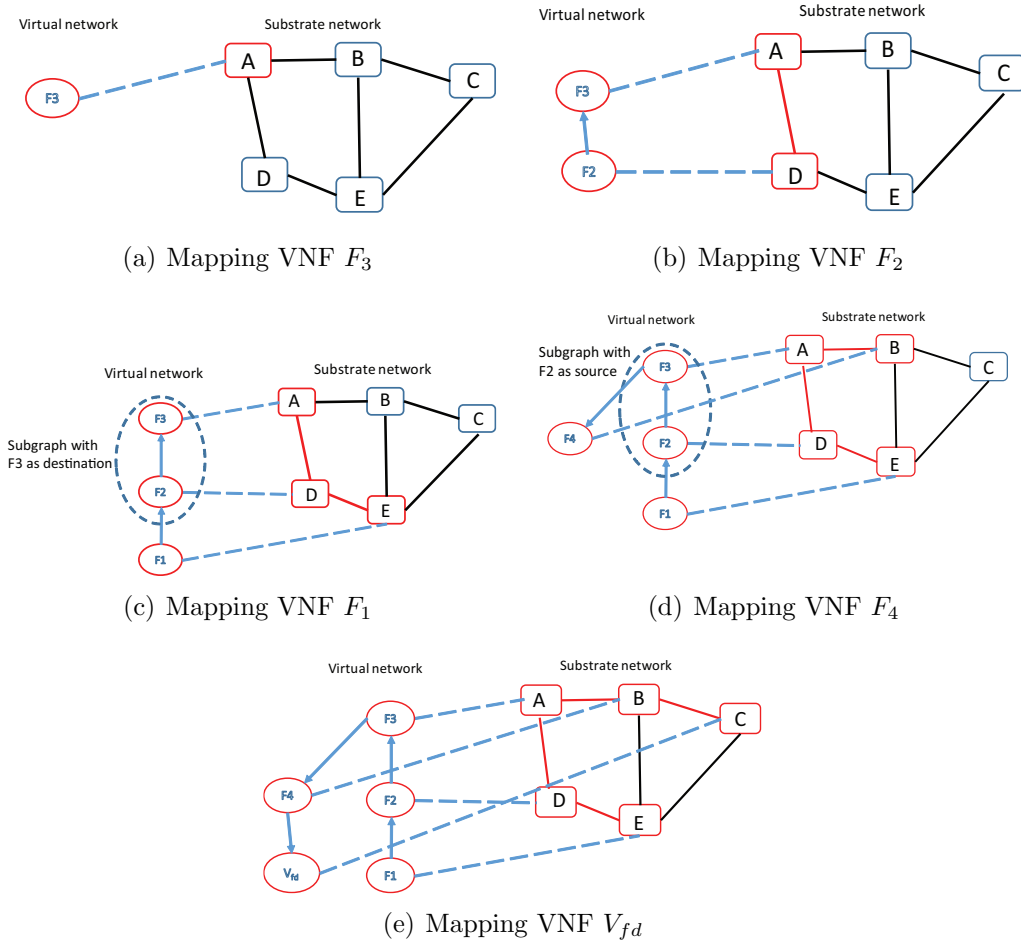 Virtual network
Substrate network
F3
A
B
C
D
E
(a) Mapping VNF F3
Virtual network
Substrate network
F3
F2
A
B
C
D
E
(b) Mapping VNF F2
Virtual network
Substrate network
Subgraph with
F3 as destination
F3
F2
F1
A
B
C
D
E
(c) Mapping VNF F1
Virtual network
Substrate network
Subgraph with
F2 as source
F3
F4
F2
F1
A
B
C
D
E
(d) Mapping VNF F4
Virtual network
Substrate network
F3
F4
F2
Vfd
F1
A
B
C
D
E
(e) Mapping VNF Vfd